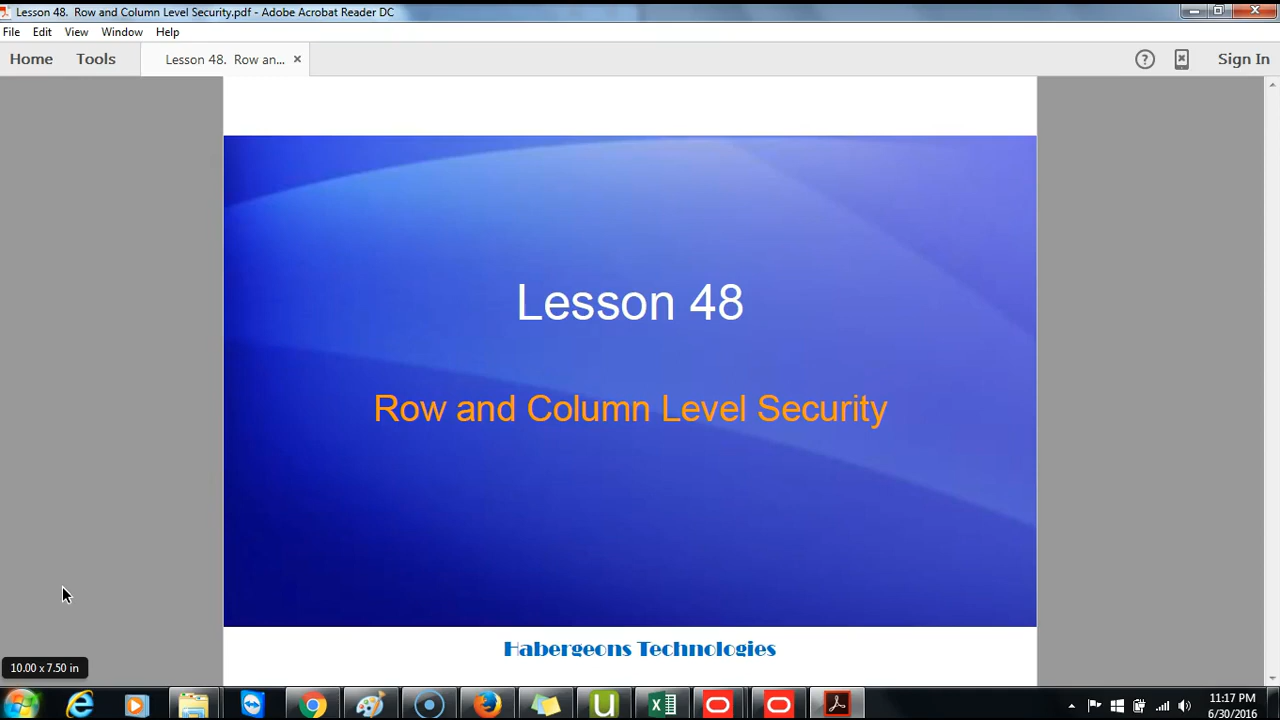 Lesson 48.  Row and Column Level Security.pdf - Adobe Acrobat Reader DC
File Edit View Window Help
Home Tools Lesson 48.  Row an... × ? Sign In
Lesson 48
Row and Column Level Security
Habergeons Technologies
10.00 x 7.50 in
11:17 PM
6/30/2016